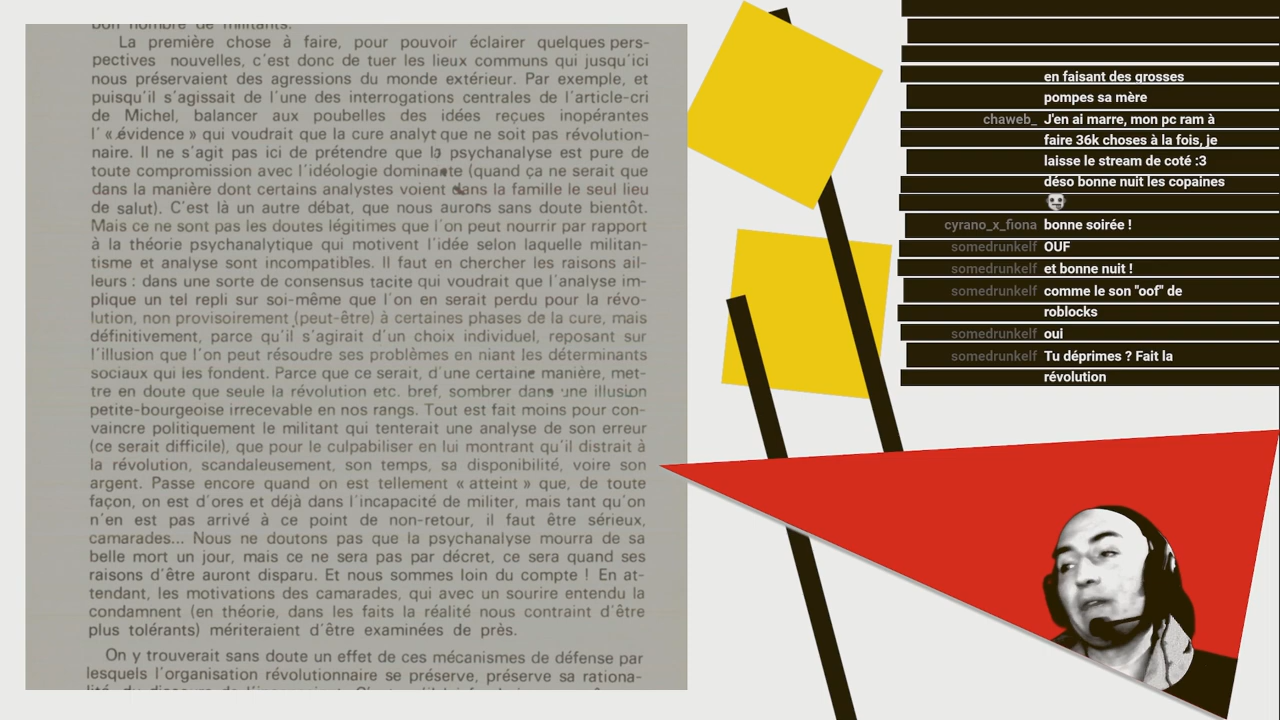 bon nombre de militants.
La première chose à faire, pour pouvoir éclairer quelques pers-
pectives nouvelles, c'est donc de tuer les lieux communs qui jusqu'ici
nous préservaient des agressions du monde extérieur. Par exemple, et
puisqu'il s'agissait de l'une des interrogations centrales de l'article-cri
de Michel, balancer aux poubelles des idées reçues inopérantes
l'« évidence » qui voudrait que la cure analytique ne soit pas révolution-
naire. Il ne s'agit pas ici de prétendre que la psychanalyse est pure de
toute compromission avec l'idéologie dominante (quand ça ne serait que
dans la manière dont certains analystes voient dans la famille le seul lieu
de salut). C'est là un autre débat, que nous aurons sans doute bientôt.
Mais ce ne sont pas les doutes légitimes que l'on peut nourrir par rapport
à la théorie psychanalytique qui motivent l'idée selon laquelle militan-
tisme et analyse sont incompatibles. Il faut en chercher les raisons ail-
leurs : dans une sorte de consensus tacite qui voudrait que l'analyse im-
plique un tel repli sur soi-même que l'on en serait perdu pour la révo-
lution, non provisoirement (peut-être) à certaines phases de la cure, mais
définitivement, parce qu'il s'agirait d'un choix individuel, reposant sur
l'illusion que l'on peut résoudre ses problèmes en niant les déterminants
sociaux qui les fondent. Parce que ce serait, d'une certaine manière, met-
tre en doute que seule la révolution etc. bref, sombrer dans une illusion
petite-bourgeoise irrecevable en nos rangs. Tout est fait moins pour con-
vaincre politiquement le militant qui tenterait une analyse de son erreur
(ce serait difficile), que pour le culpabiliser en lui montrant qu'il distrait à
la révolution, scandaleusement, son temps, sa disponibilité, voire son
argent. Passe encore quand on est tellement « atteint » que, de toute
façon, on est d'ores et déjà dans l'incapacité de militer, mais tant qu'on
n'en est pas arrivé à ce point de non-retour, il faut être sérieux,
camarades... Nous ne doutons pas que la psychanalyse mourra de sa
belle mort un jour, mais ce ne sera pas par décret, ce sera quand ses
raisons d'être auront disparu. Et nous sommes loin du compte ! En at-
tendant, les motivations des camarades, qui avec un sourire entendu la
condamnent (en théorie, dans les faits la réalité nous contraint d'être
plus tolérants) mériteraient d'être examinées de près.
On y trouverait sans doute un effet de ces mécanismes de défense par
lesquels l'organisation révolutionnaire se préserve, préserve sa rationa-
en faisant des grosses
pompes sa mère
chaweb_ J'en ai marre, mon pc ram à
faire 36k choses à la fois, je
laisse le stream de coté :3
déso bonne nuit les copaines
cyrano_x_fiona bonne soirée !
somedrunkelf OUF
somedrunkelf et bonne nuit !
somedrunkelf comme le son "oof" de
roblocks
somedrunkelf oui
somedrunkelf Tu déprimes ? Fait la
révolution